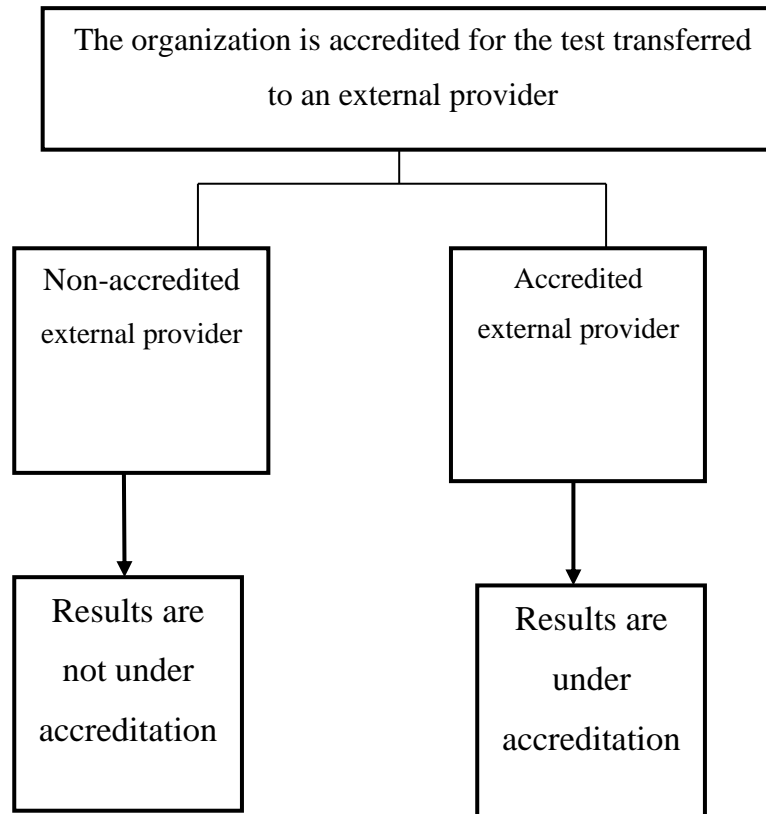 The organization is accredited for the test transferred
to an external provider
Non-accredited
external provider
Accredited
external provider
Results are
not under
accreditation
Results are
under
accreditation